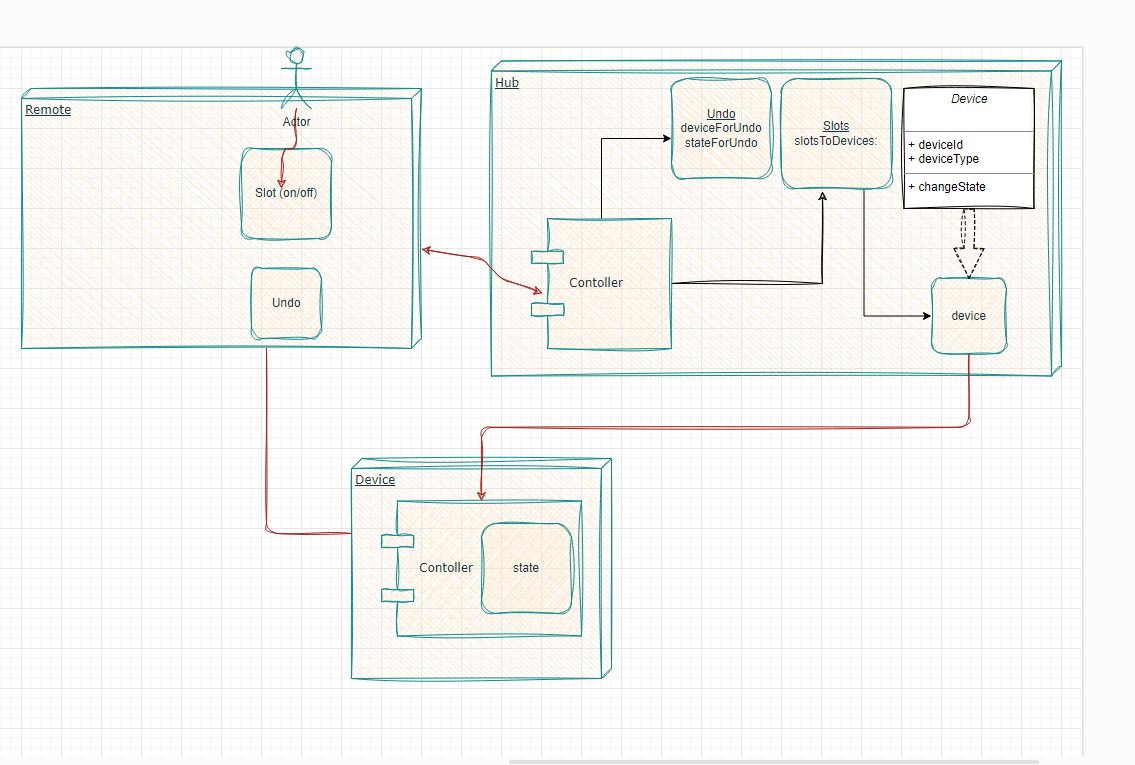 Remote
Actor
Slot (on/off)
Undo
Hub
Undo
deviceForUndo
stateForUndo
Slots
slotsToDevices:
Device
+ deviceId
+ deviceType
+ changeState
Contoller
device
Device
Contoller
state